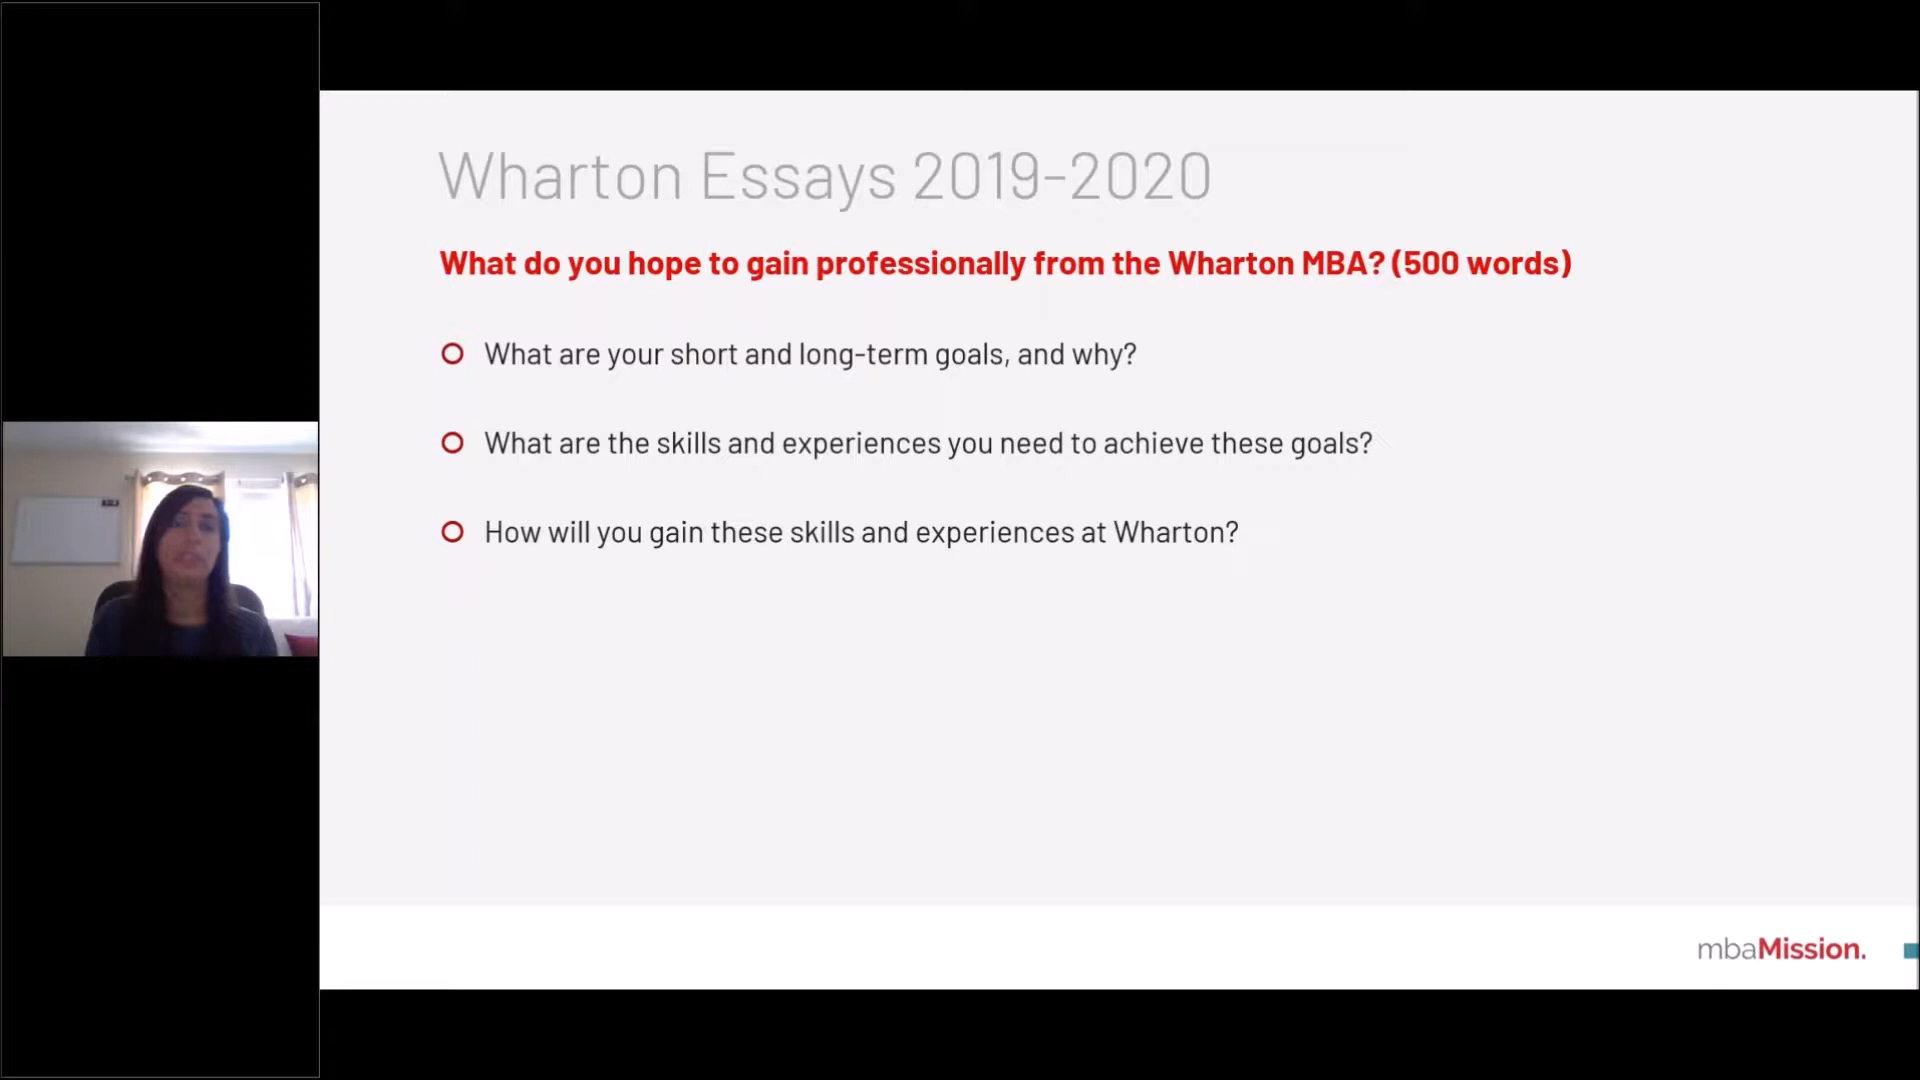 Wharton Essays 2019-2020
What do you hope to gain professionally from the Wharton MBA? (500 words)
What are your short and long-term goals, and why?
What are the skills and experiences you need to achieve these goals?
How will you gain these skills and experiences at Wharton?
mbaMission.